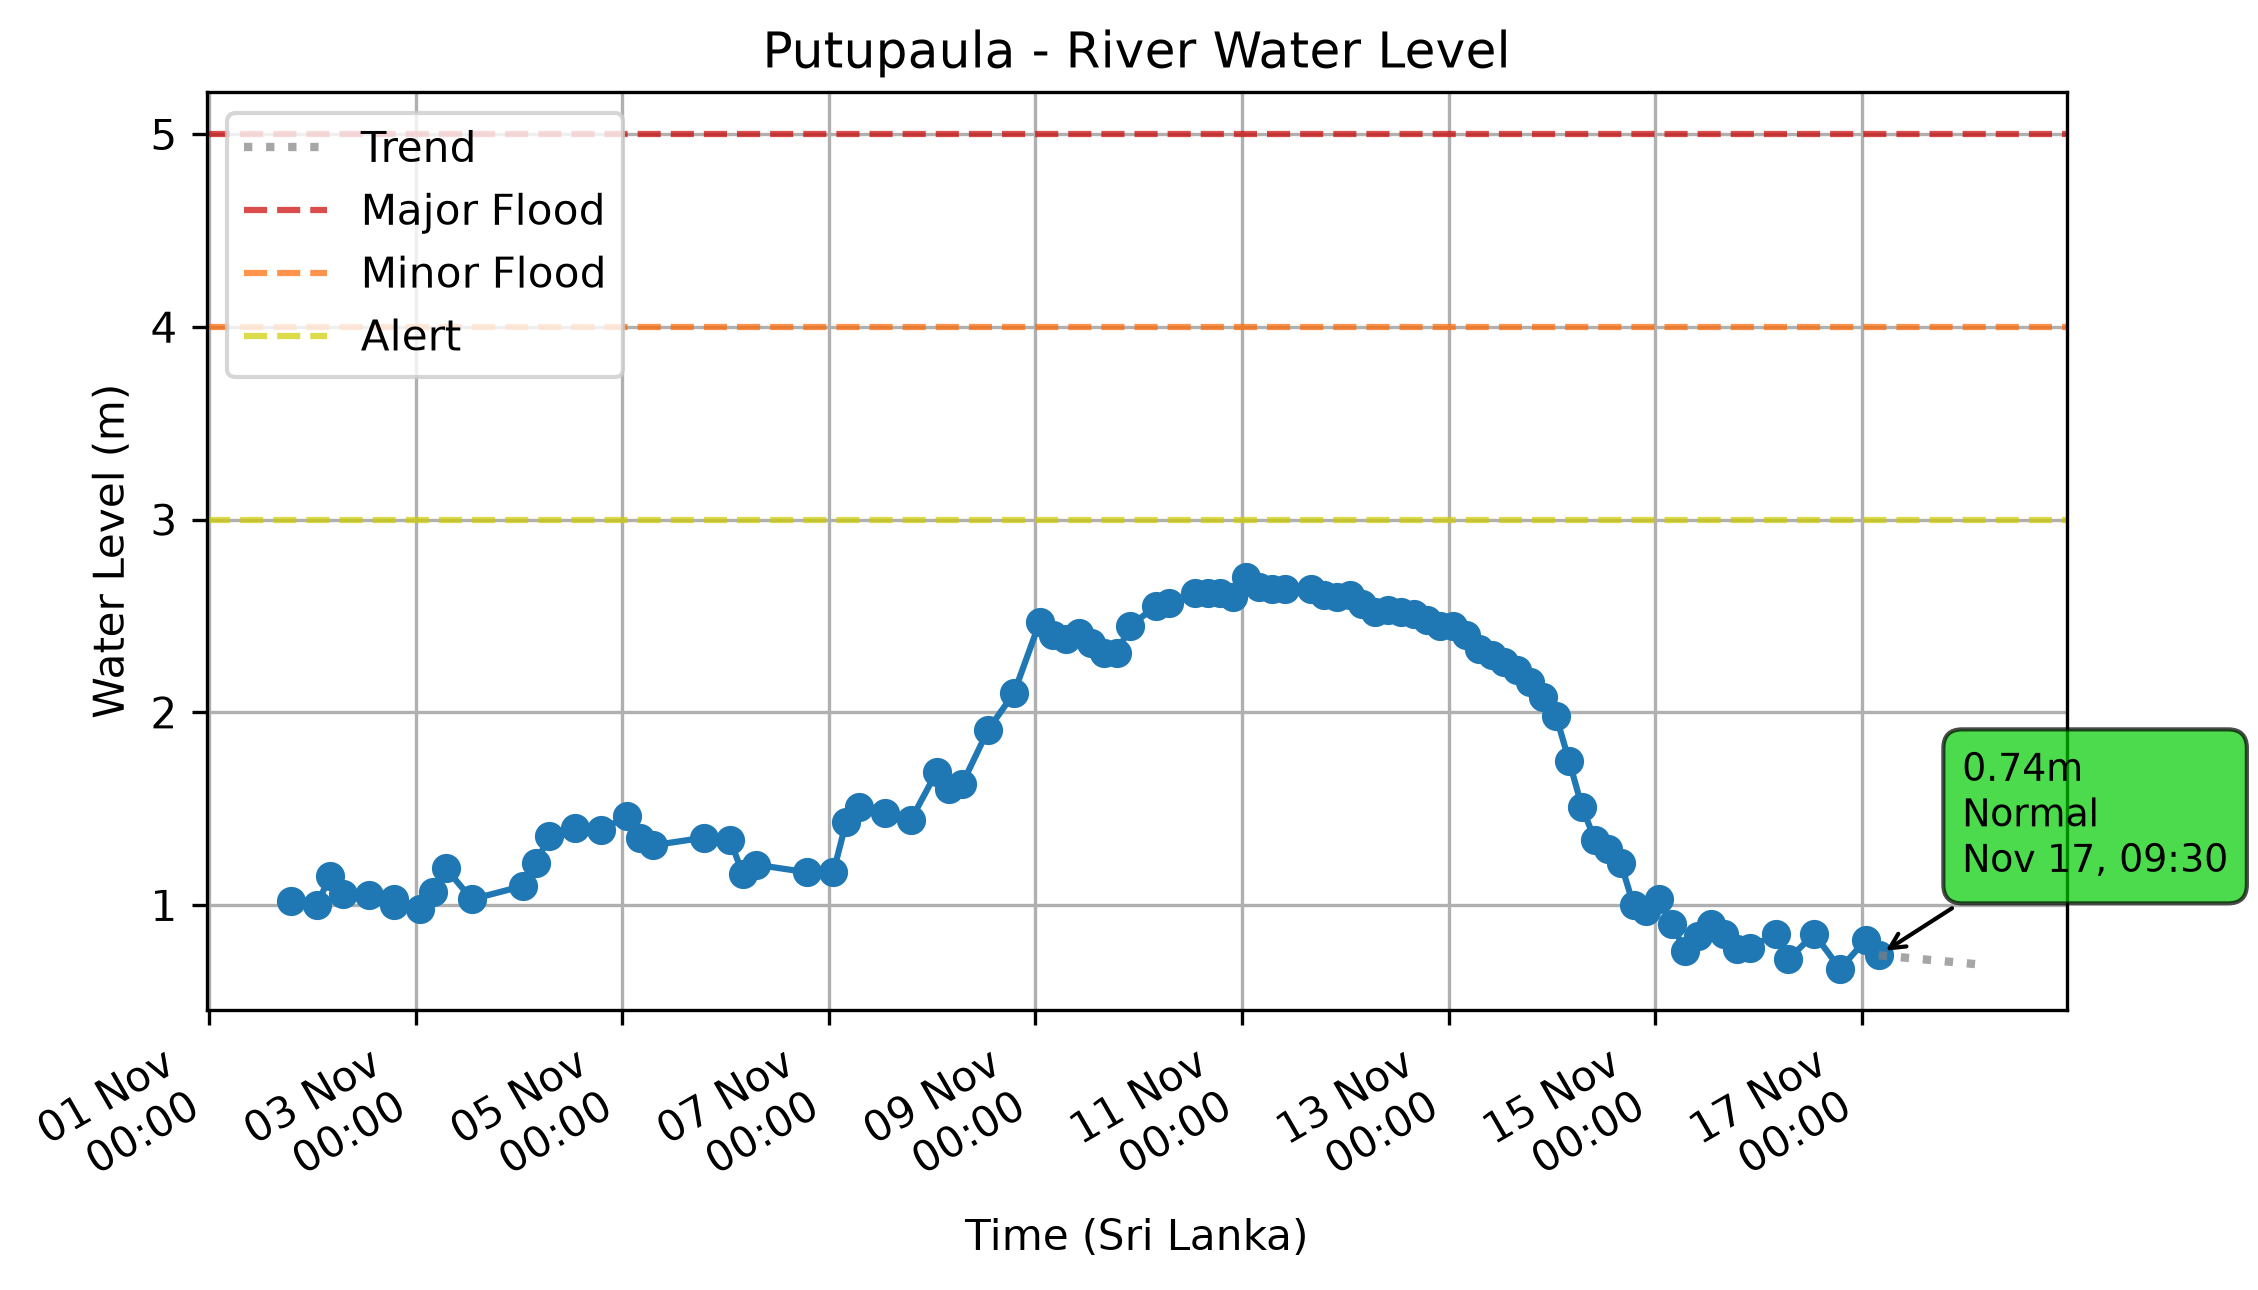 Putupaula - River Water Level
5
4
3
2
1
Water Level (m)
Trend
Major Flood
Minor Flood
Alert
0.74m
Normal
Nov 17, 09:30
01 Nov
00:00
03 Nov
00:00
05 Nov
00:00
07 Nov
00:00
09 Nov
00:00
11 Nov
00:00
13 Nov
00:00
15 Nov
00:00
17 Nov
00:00
Time (Sri Lanka)